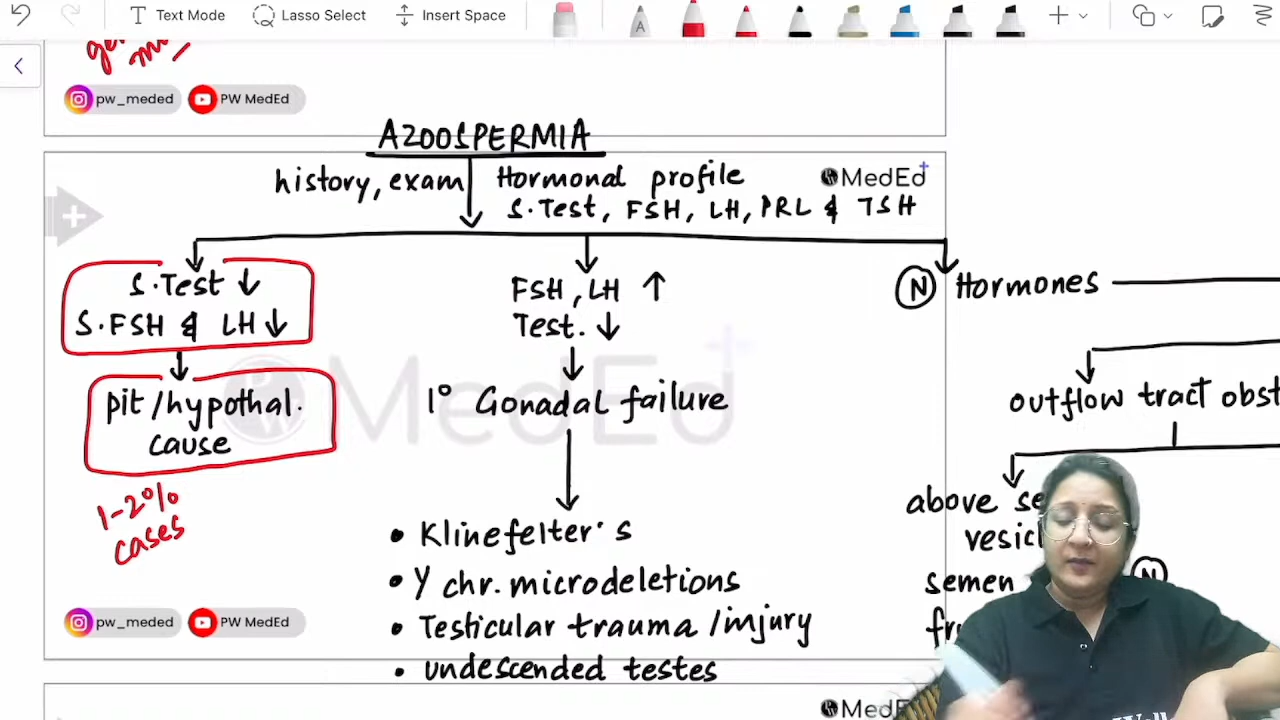 Text Mode
Lasso Select
Insert Space
pw_meded
PW MedEd
AZOOSPERMIA
history, exam
Hormonal profile
S.Test, FSH, LH, PRL & TSH
MedEd
S.Test ↓
S.FSH & LH ↓
pit/hypothal.
cause
1-2%
cases
FSH, LH ↑
Test. ↓
1° Gonadal failure
• Klinefelter's
• Y chr. microdeletions
• Testicular trauma/injury
• undescended testes
N Hormones
outflow tract obst
above se
vesic
semen N
fr
MedEd
pw_meded
PW MedEd
MedEd